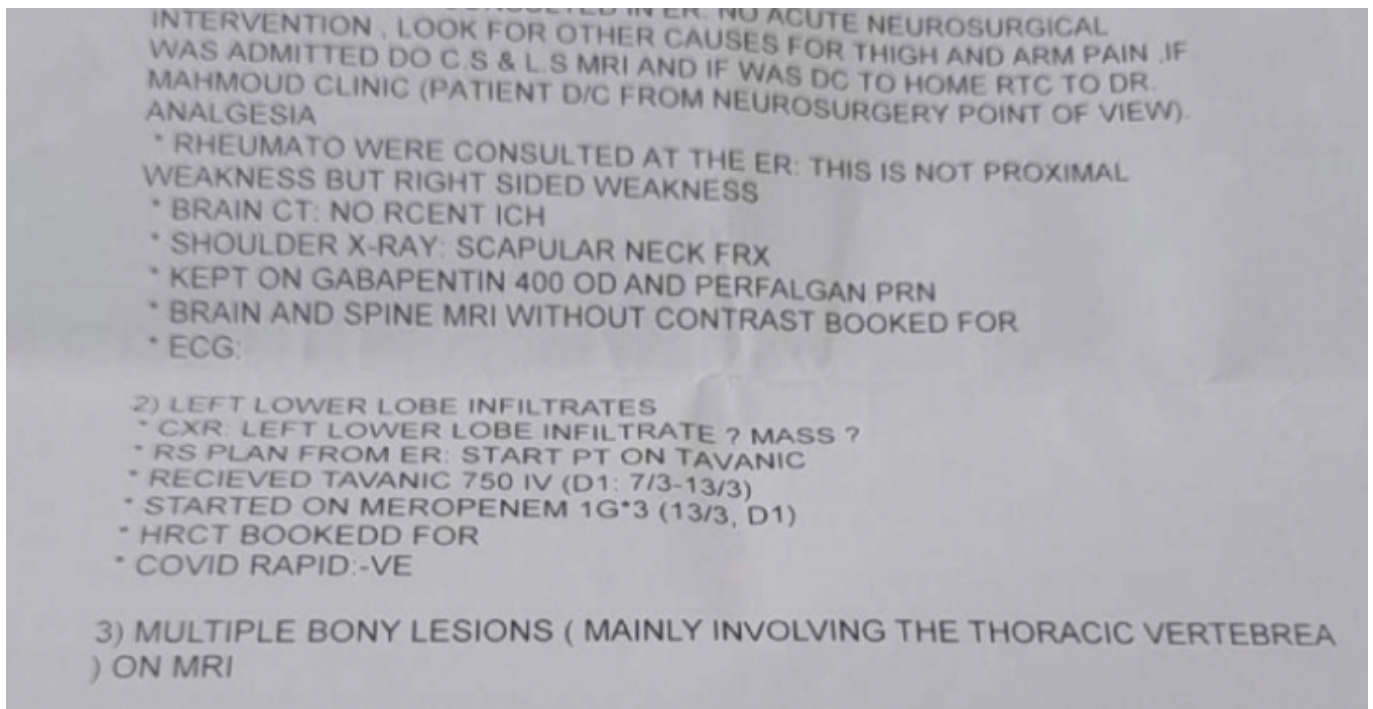 CONSULTED IN ER: NO ACUTE NEUROSURGICAL
INTERVENTION , LOOK FOR OTHER CAUSES FOR THIGH AND ARM PAIN ,IF
WAS ADMITTED DO C.S & L.S MRI AND IF WAS DC TO HOME RTC TO DR.
MAHMOUD CLINIC (PATIENT D/C FROM NEUROSURGERY POINT OF VIEW).
ANALGESIA
* RHEUMATO WERE CONSULTED AT THE ER: THIS IS NOT PROXIMAL
WEAKNESS BUT RIGHT SIDED WEAKNESS
* BRAIN CT: NO RCENT ICH
* SHOULDER X-RAY: SCAPULAR NECK FRX
* KEPT ON GABAPENTIN 400 OD AND PERFALGAN PRN
* BRAIN AND SPINE MRI WITHOUT CONTRAST BOOKED FOR
* ECG:
2) LEFT LOWER LOBE INFILTRATES
* CXR: LEFT LOWER LOBE INFILTRATE ? MASS ?
* RS PLAN FROM ER: START PT ON TAVANIC
* RECIEVED TAVANIC 750 IV (D1: 7/3-13/3)
* STARTED ON MEROPENEM 1G*3 (13/3, D1)
* HRCT BOOKEDD FOR
* COVID RAPID:-VE
3) MULTIPLE BONY LESIONS ( MAINLY INVOLVING THE THORACIC VERTEBREA
) ON MRI